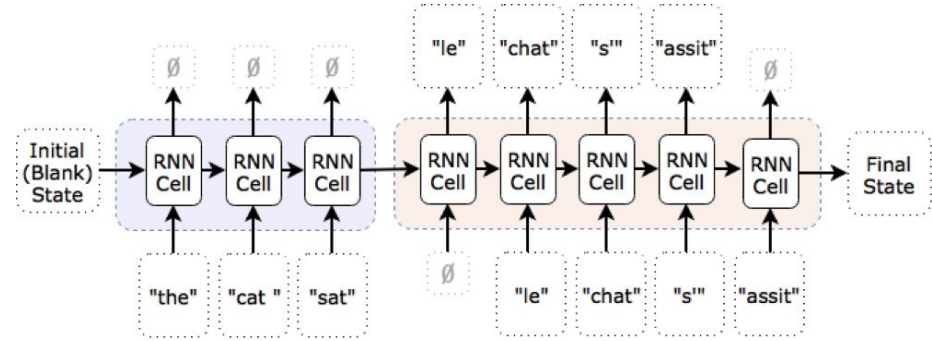 "le" "chat" "s'" "assit"
Ø Ø Ø Ø
Initial (Blank) State
RNN Cell RNN Cell RNN Cell RNN Cell RNN Cell RNN Cell RNN Cell RNN Cell
Final State
Ø
"the" "cat " "sat" "le" "chat" "s'" "assit"